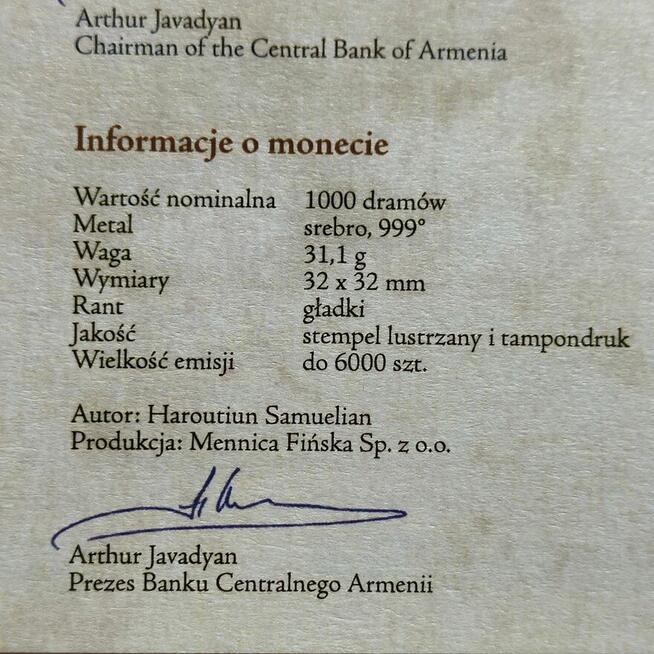 Arthur Javadyan
Chairman of the Central Bank of Armenia
Informacje o monecie
Wartość nominalna 1000 dramów
Metal srebro, 999°
Waga 31,1 g
Wymiary 32 x 32 mm
Rant gładki
Jakość stempel lustrzany i tampondruk
Wielkość emisji do 6000 szt.
Autor: Haroutiun Samuelian
Produkcja: Mennica Fińska Sp. z o.o.
Arthur Javadyan
Prezes Banku Centralnego Armenii